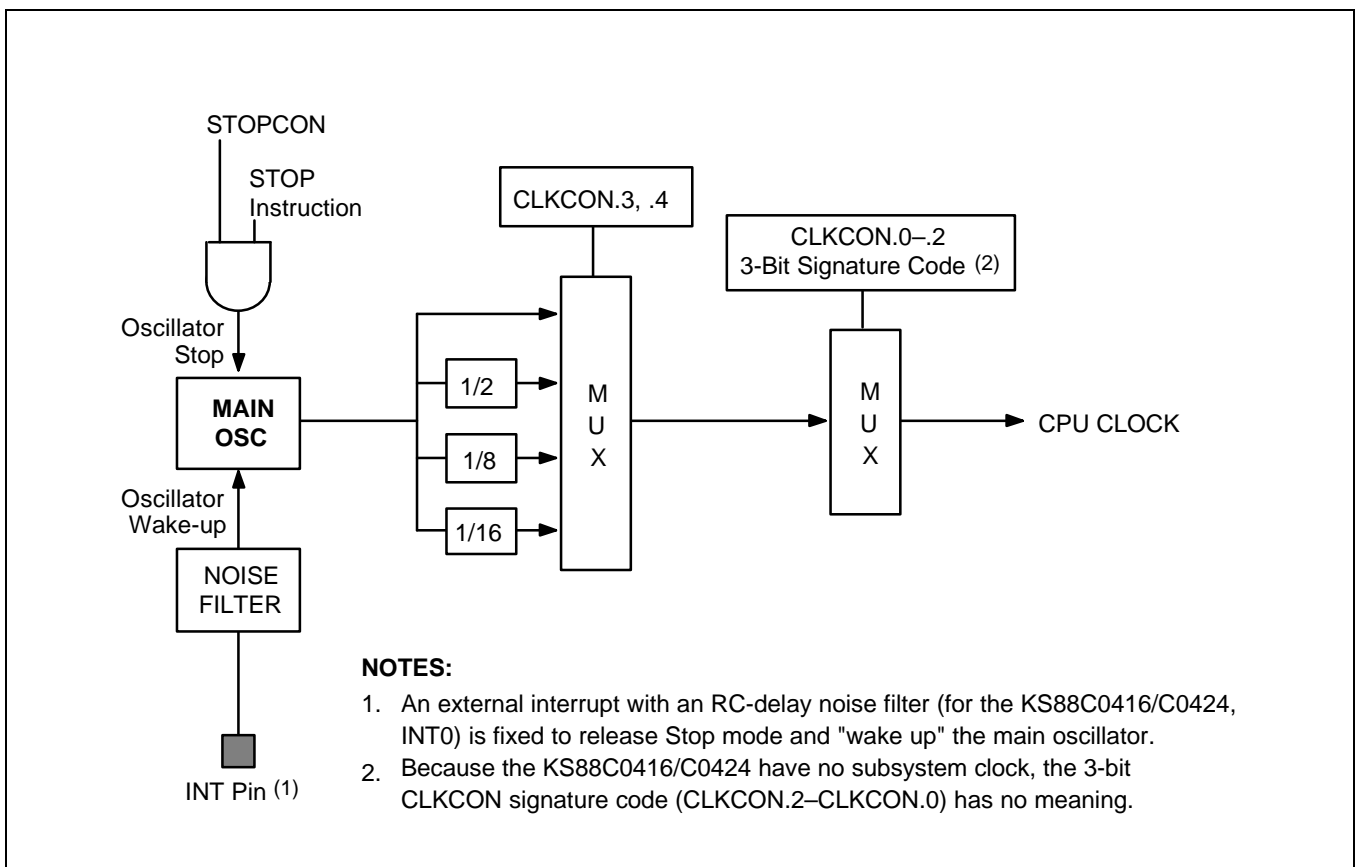 STOPCON
STOP
Instruction
CLKCON.3, .4
CLKCON.0–.2
3-Bit Signature Code (2)
Oscillator
Stop
MAIN
OSC
1/2
1/8
1/16
M
U
X
M
U
X
CPU CLOCK
Oscillator
Wake-up
NOISE
FILTER
INT Pin (1)
NOTES:
1. An external interrupt with an RC-delay noise filter (for the KS88C0416/C0424,
INT0) is fixed to release Stop mode and "wake up" the main oscillator.
2. Because the KS88C0416/C0424 have no subsystem clock, the 3-bit
CLKCON signature code (CLKCON.2–CLKCON.0) has no meaning.